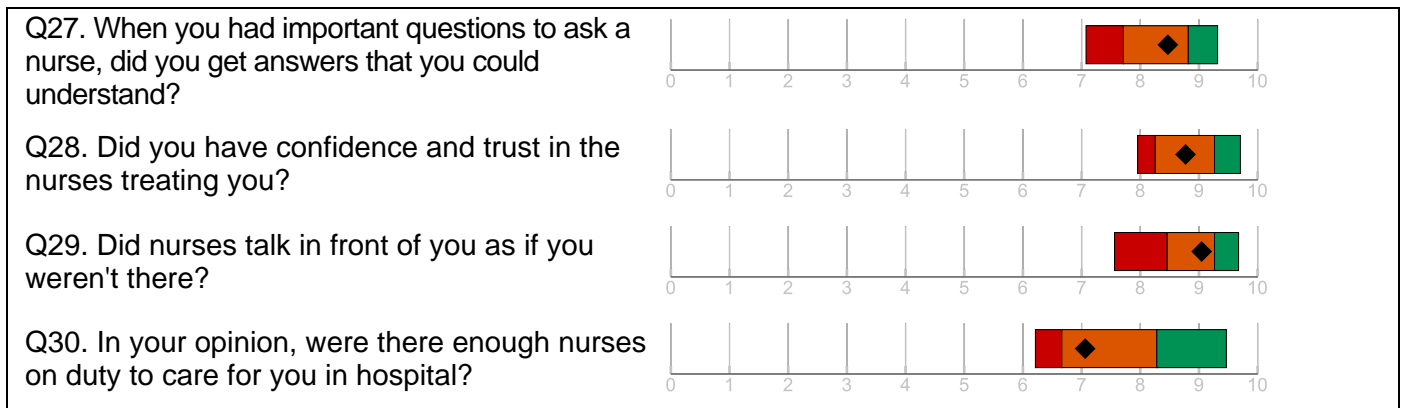 Q27. When you had important questions to ask a
nurse, did you get answers that you could
understand?
0 1 2 3 4 5 6 7 8 9 10
Q28. Did you have confidence and trust in the
nurses treating you?
0 1 2 3 4 5 6 7 8 9 10
Q29. Did nurses talk in front of you as if you
weren't there?
0 1 2 3 4 5 6 7 8 9 10
Q30. In your opinion, were there enough nurses
on duty to care for you in hospital?
0 1 2 3 4 5 6 7 8 9 10